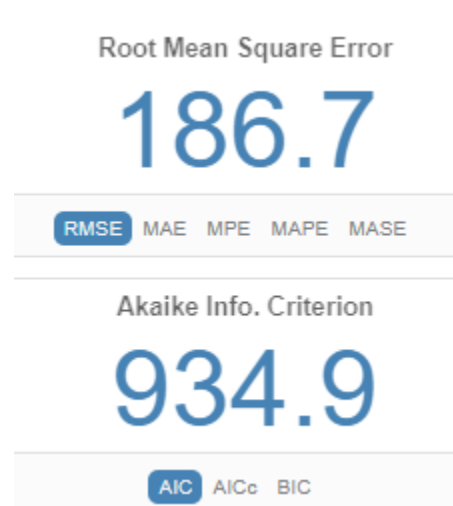 Root Mean Square Error
186.7
RMSE MAE MPE MAPE MASE
Akaike Info. Criterion
934.9
AIC AICc BIC